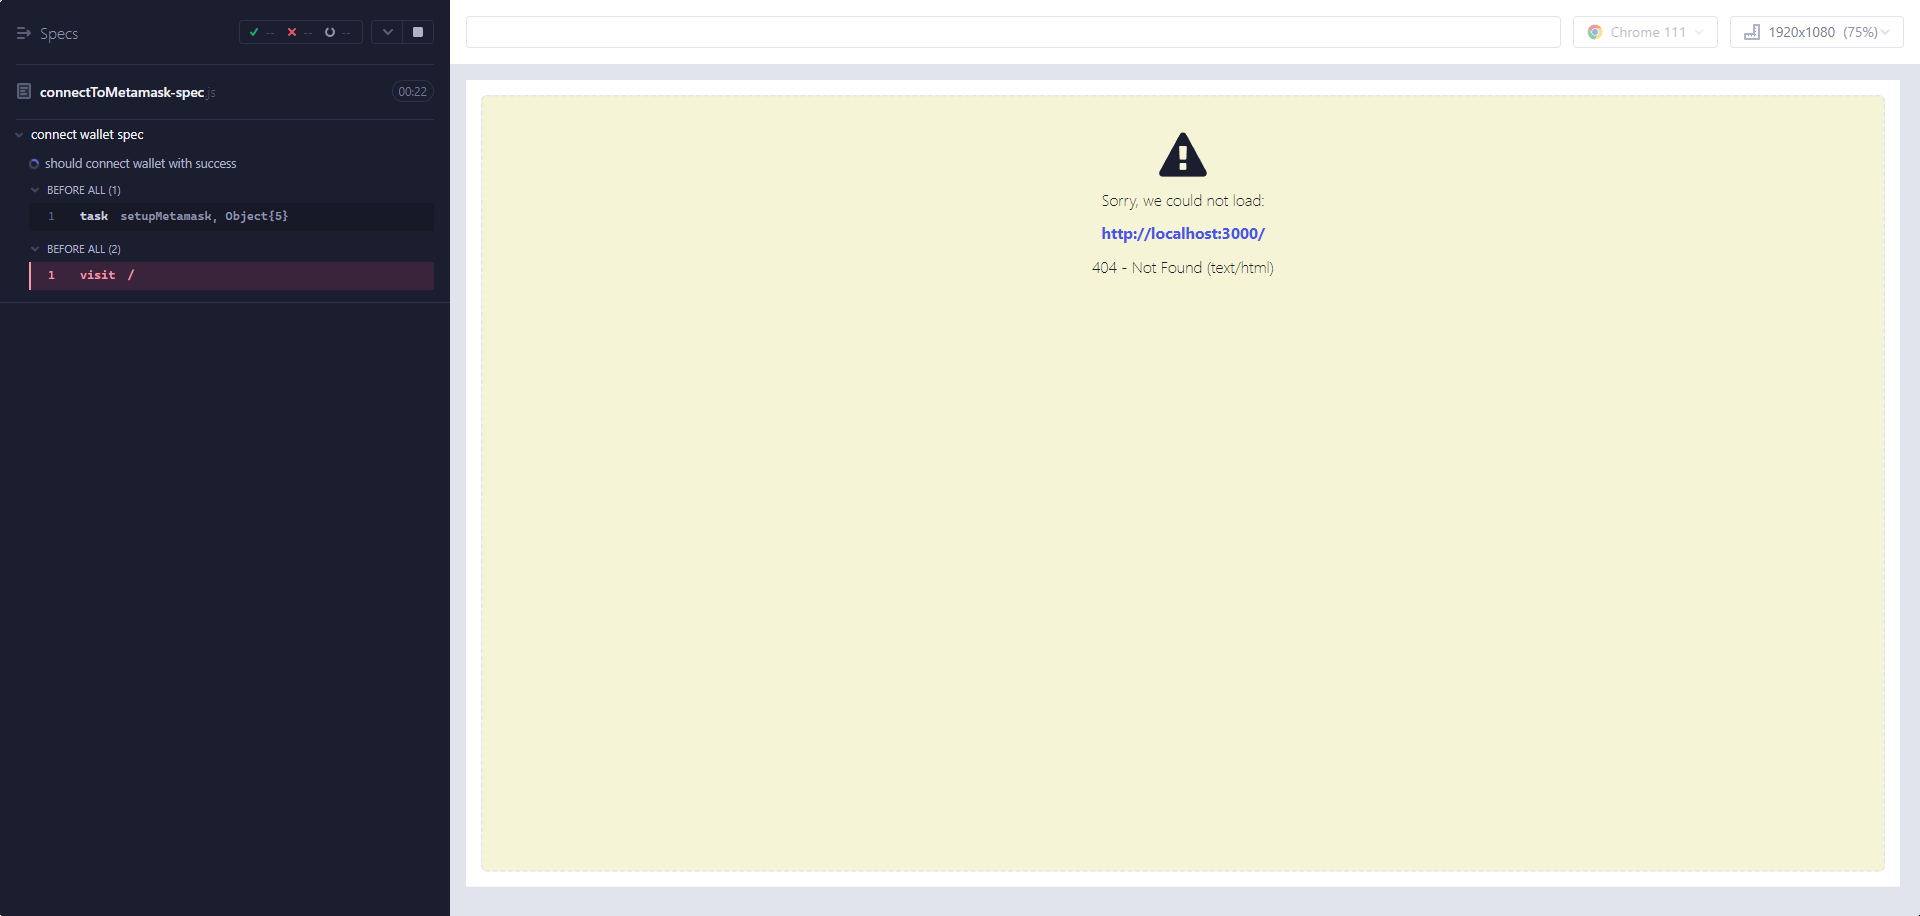 Specs
-- -- --
connectToMetamask-spec.js
00:22
connect wallet spec
should connect wallet with success
BEFORE ALL (1)
1 task setupMetamask, Object{5}
BEFORE ALL (2)
1 visit /
Chrome 111
1920x1080 (75%)
Sorry, we could not load:
http://localhost:3000/
404 - Not Found (text/html)